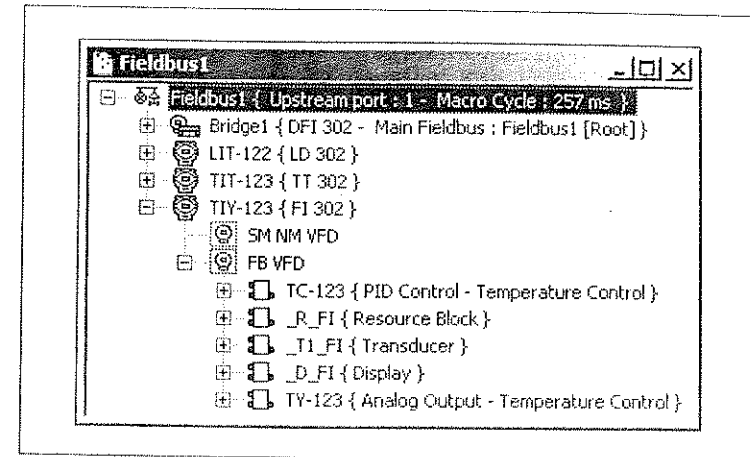 Fieldbus1
Fieldbus1 { Upstream port : 1 - Macro Cycle : 257 ms }
Bridge1 { DFI 302 - Main Fieldbus : Fieldbus1 [Root] }
LIT-122 { LD 302 }
TIT-123 { TT 302 }
TIY-123 { FI 302 }
SM NM VFD
FB VFD
TC-123 { PID Control - Temperature Control }
_R_FI { Resource Block }
_T1_FI { Transducer }
_D_FI { Display }
TY-123 { Analog Output - Temperature Control }